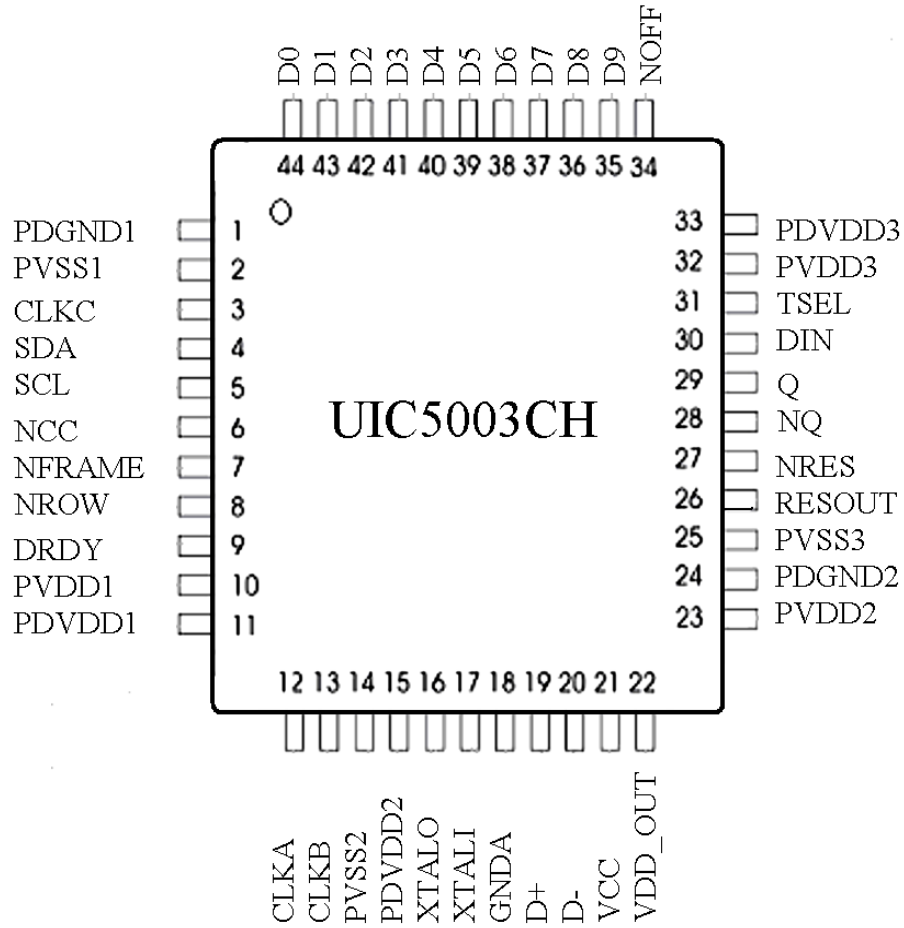 D0 D1 D2 D3 D4 D5 D6 D7 D8 D9 NOFF
44 43 42 41 40 39 38 37 36 35 34
PDGND1 1
PVSS1 2
CLKC 3
SDA 4
SCL 5
NCC 6
NFRAME 7
NROW 8
DRDY 9
PVDD1 10
PDVDD1 11
UIC5003CH
33 PDVDD3
32 PVDD3
31 TSEL
30 DIN
29 Q
28 NQ
27 NRES
26 RESOUT
25 PVSS3
24 PDGND2
23 PVDD2
12 13 14 15 16 17 18 19 20 21 22
CLKA CLKB PVSS2 PDVDD2 XTALO XTALI GNDA D+ D- VCC VDD_OUT